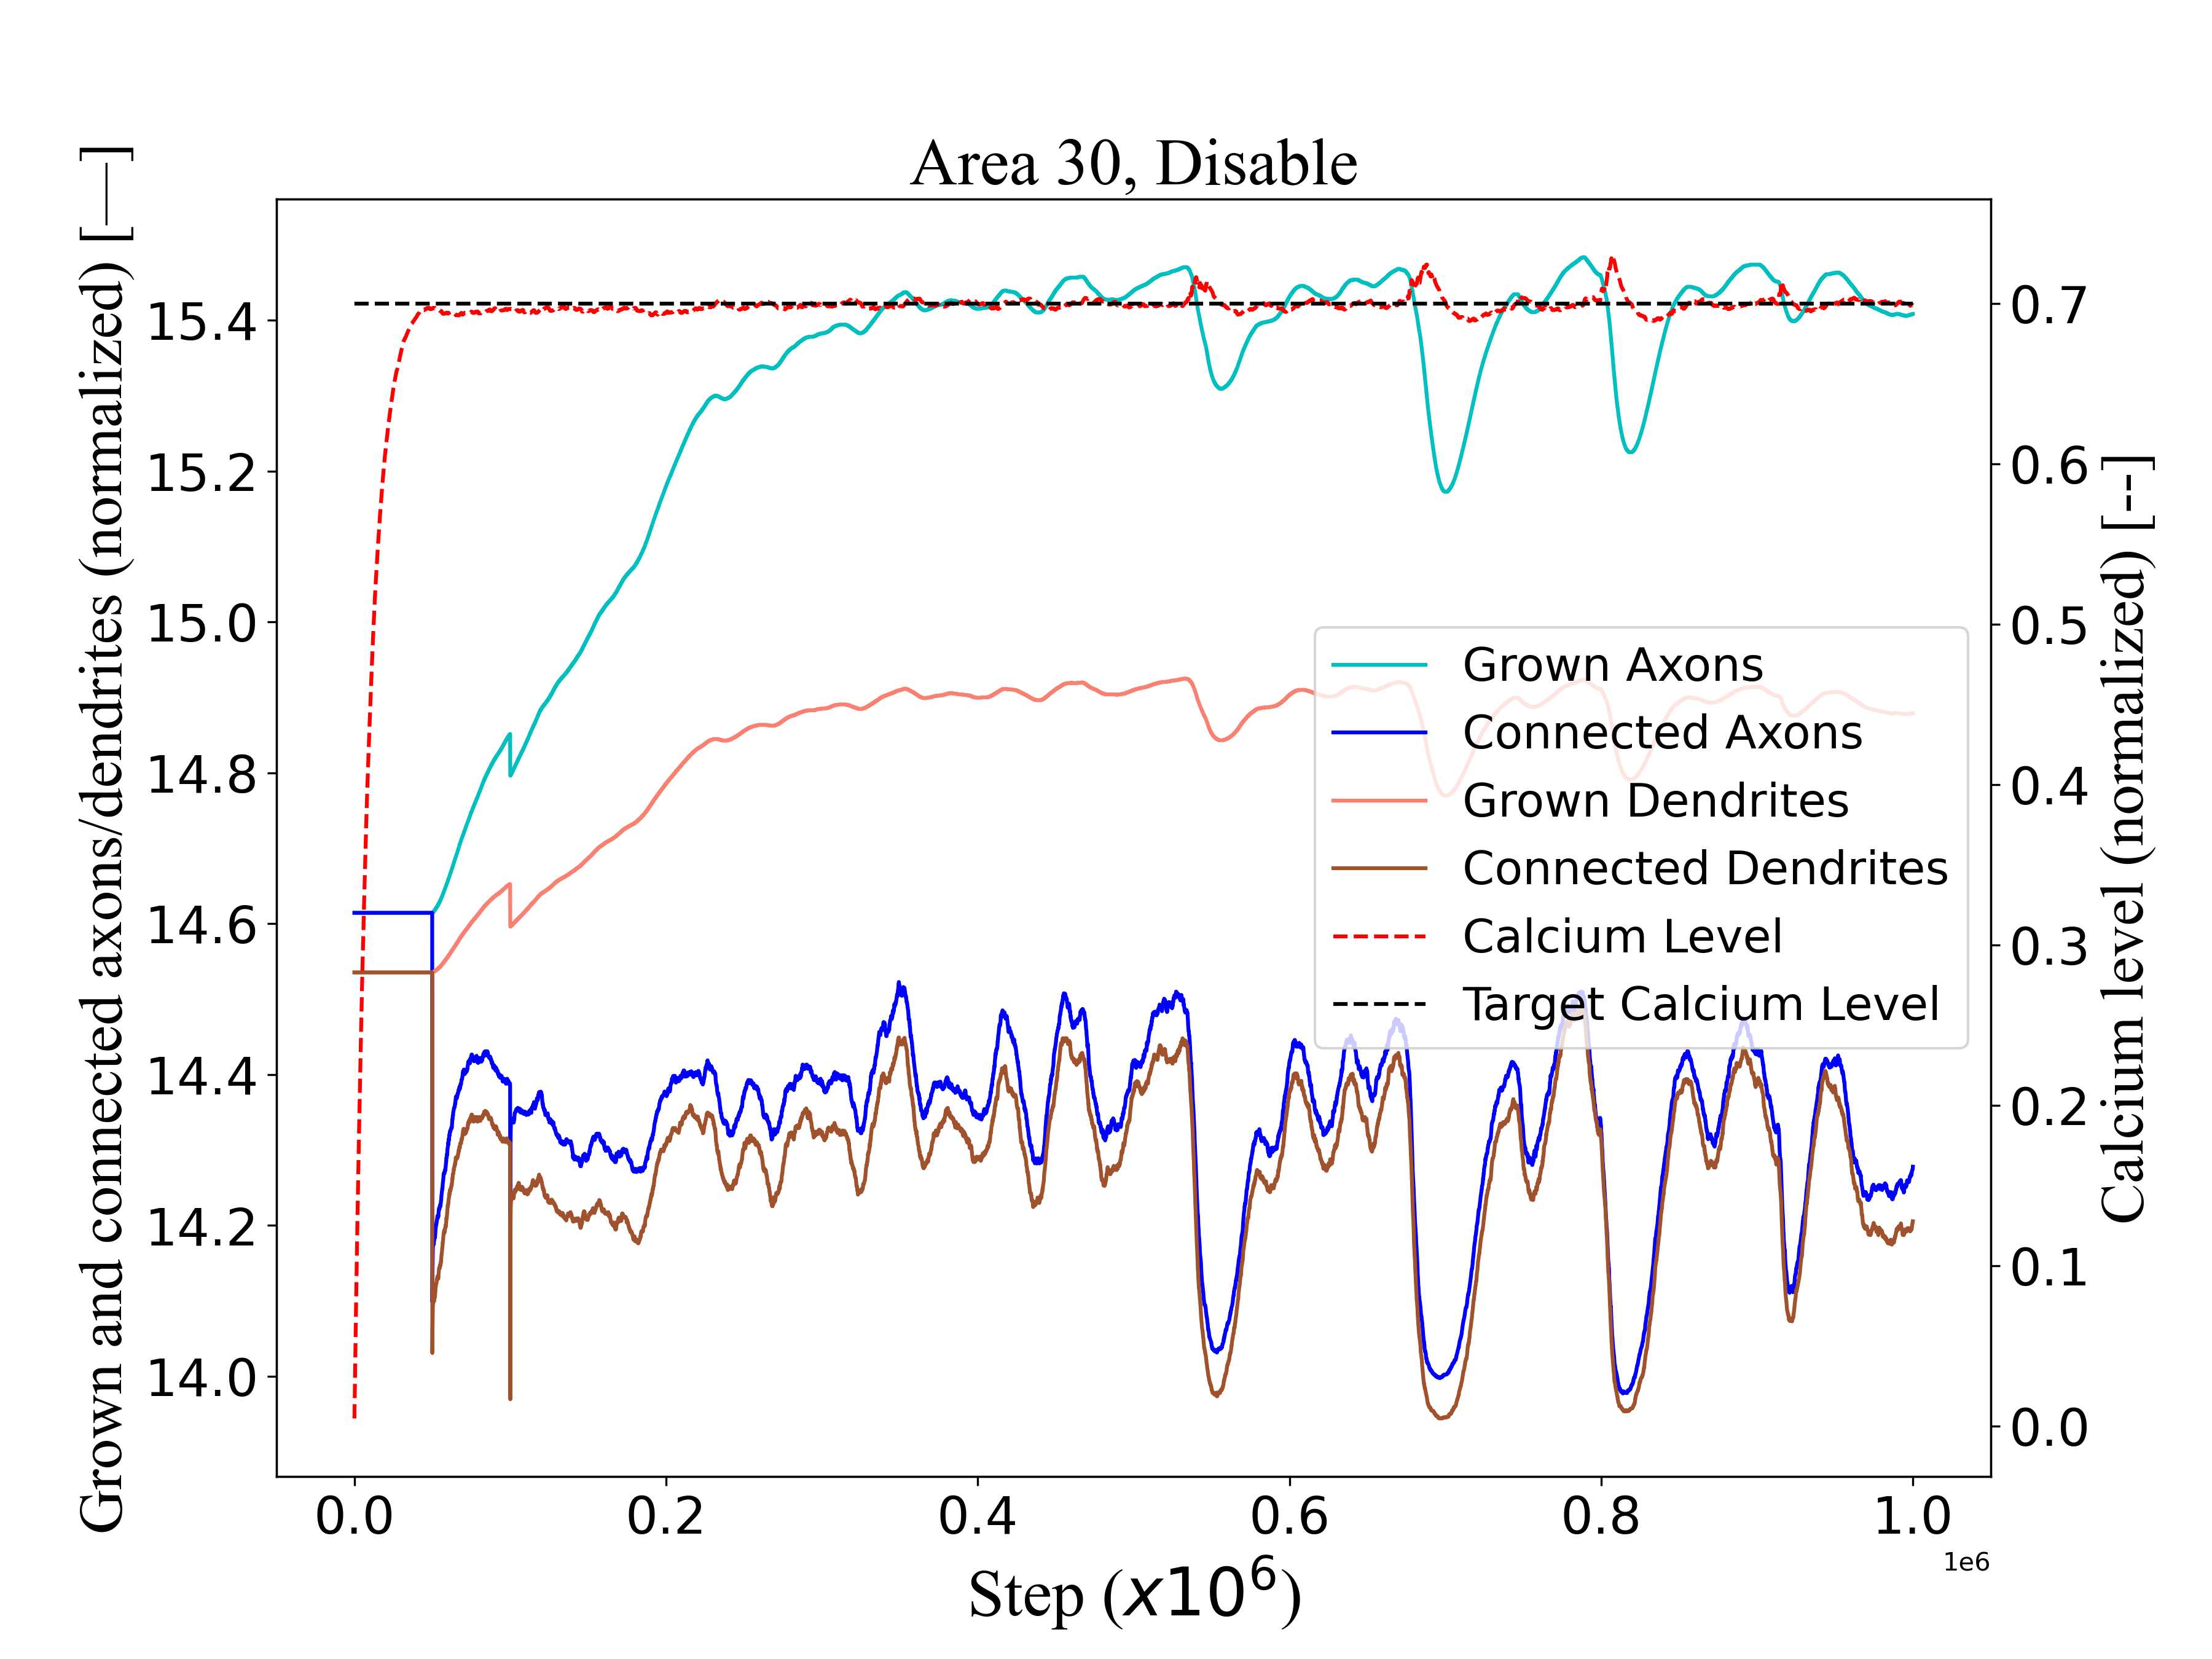 Area 30, Disable
Grown and connected axons/dendrites (normalized) [—]
15.4
15.2
15.0
14.8
14.6
14.4
14.2
14.0
Grown Axons
Connected Axons
Grown Dendrites
Connected Dendrites
Calcium Level
Target Calcium Level
0.7
0.6
0.5
0.4
0.3
0.2
0.1
0.0
Calcium level (normalized) [--]
0.0 0.2 0.4 0.6 0.8 1.0
1e6
Step (x10⁶)